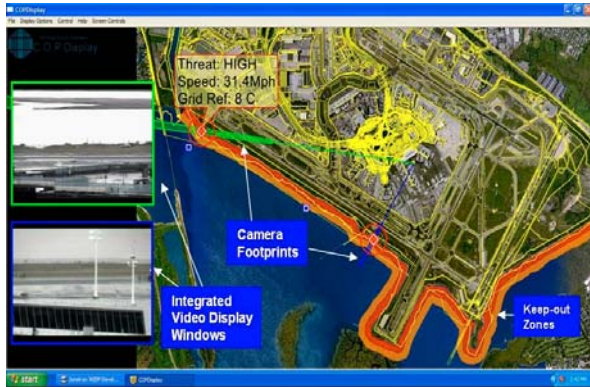 COPDisplay
File Display Options Control Help Screen Controls
C.O.P Display
Threat: HIGH
Speed: 31.4Mph
Grid Ref: 8 C
Camera
Footprints
Integrated
Video Display
Windows
Keep-out
Zones
start
COPDisplay